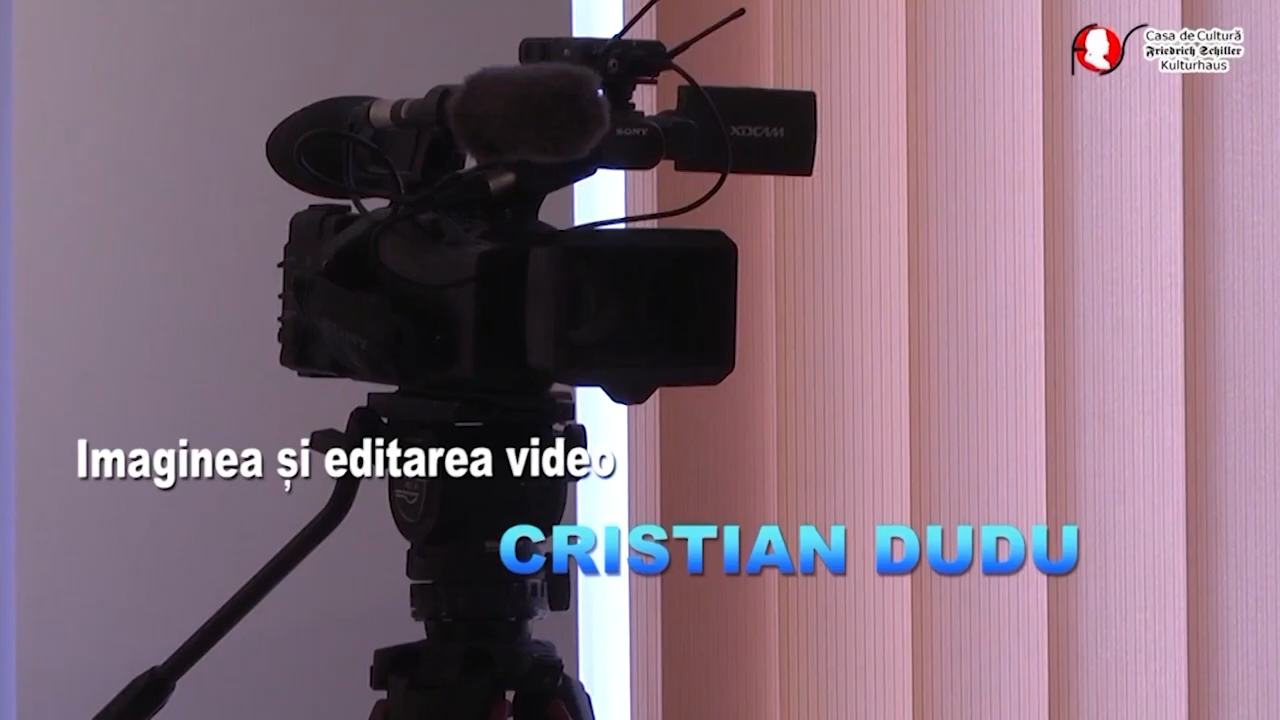 Casa de Cultură
Friedrich Schiller
Kulturhaus
SONY
XDCAM
Imaginea și editarea video
CRISTIAN DUDU